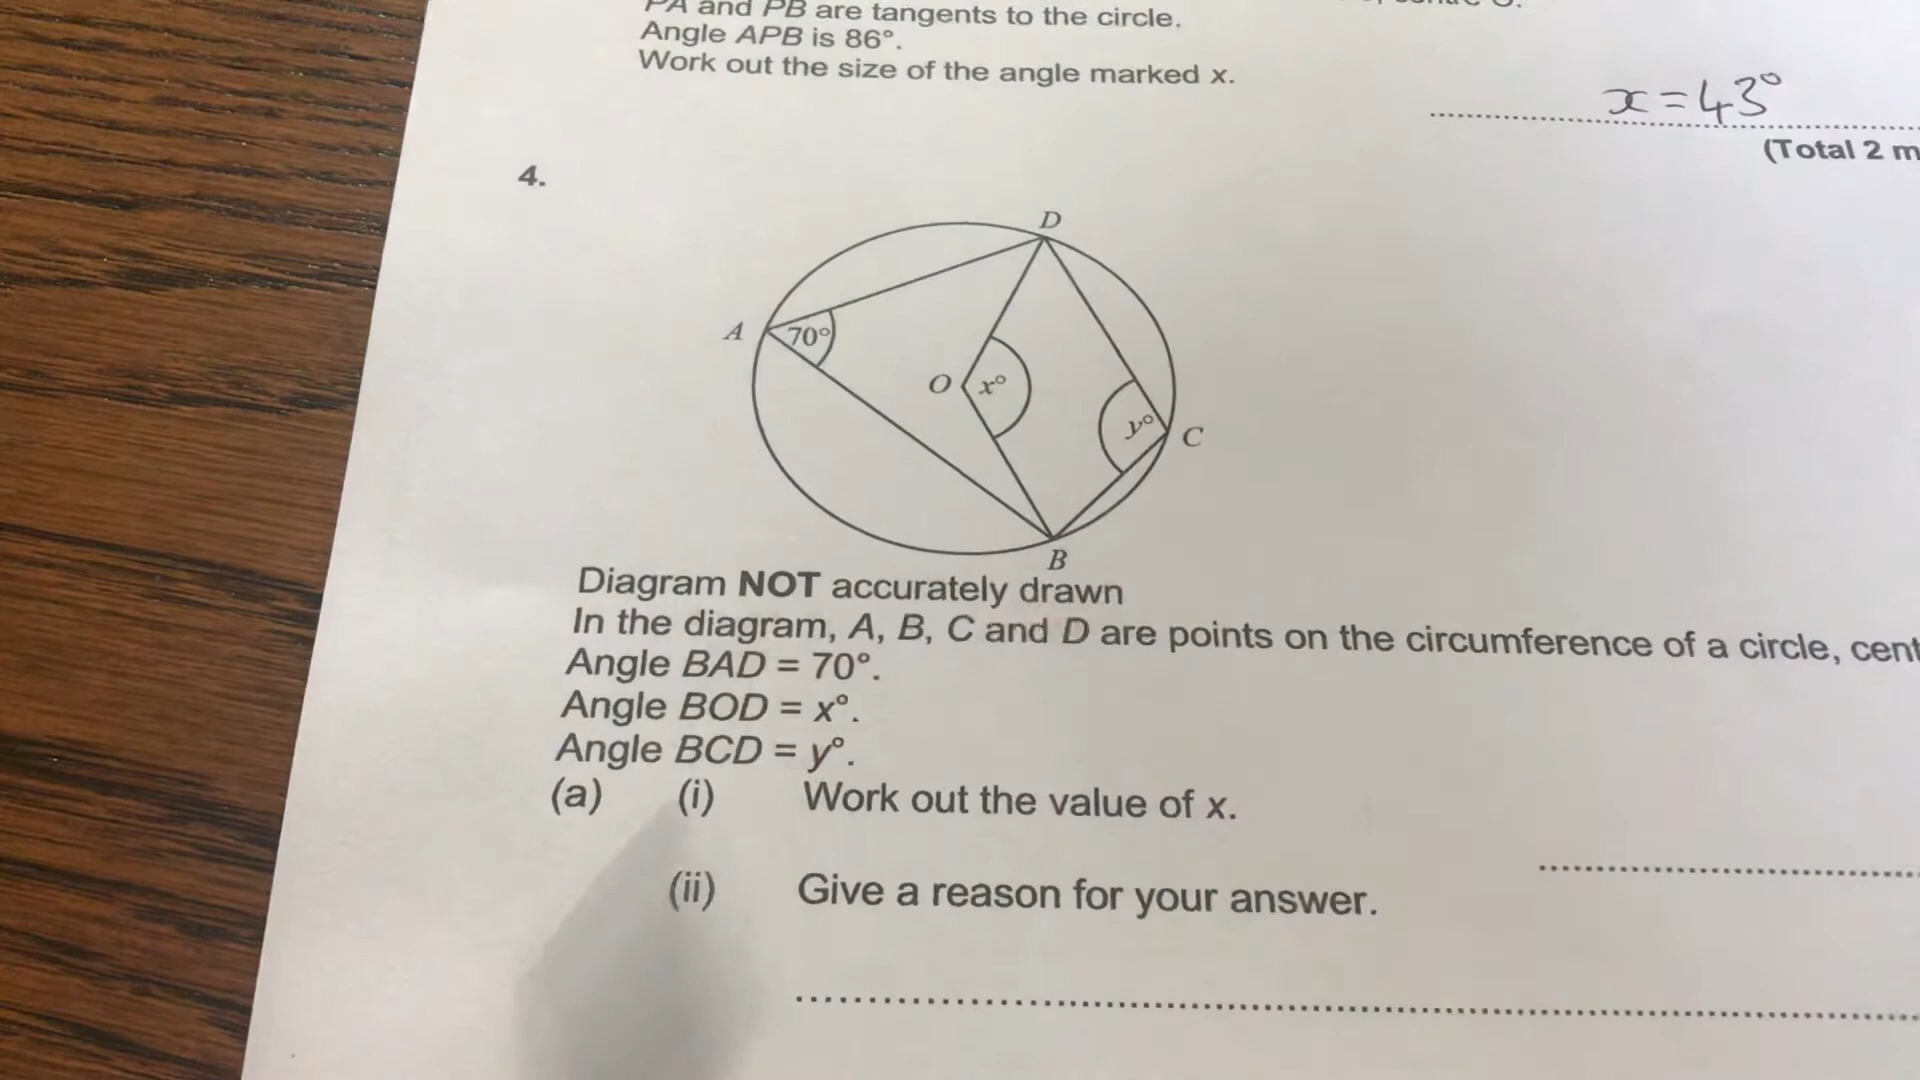 PA and PB are tangents to the circle.
Angle APB is 86°.
Work out the size of the angle marked x.
x = 43°
(Total 2 m
4.
D
A
70°
O
x°
y°
C
B
Diagram NOT accurately drawn
In the diagram, A, B, C and D are points on the circumference of a circle, cent
Angle BAD = 70°.
Angle BOD = x°.
Angle BCD = y°.
(a) (i) Work out the value of x.
(ii) Give a reason for your answer.